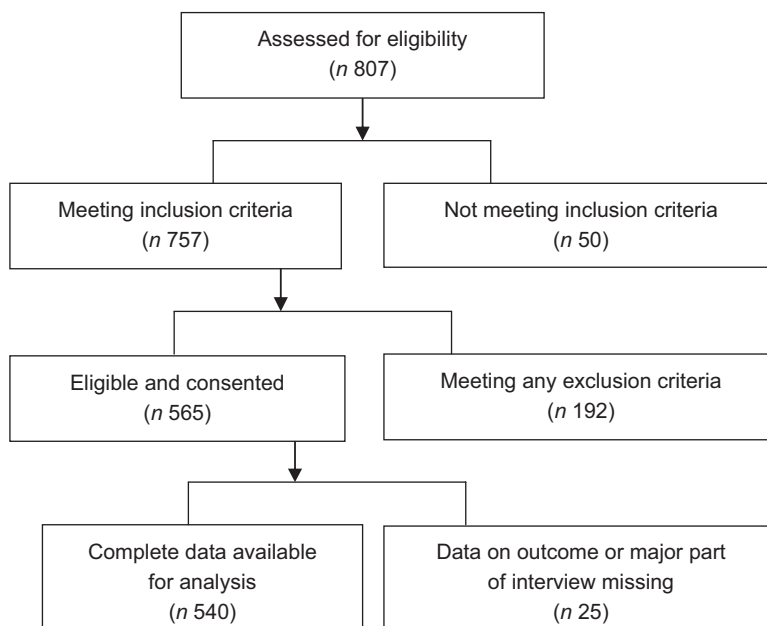 Assessed for eligibility
(n 807)
Meeting inclusion criteria
(n 757)
Not meeting inclusion criteria
(n 50)
Eligible and consented
(n 565)
Meeting any exclusion criteria
(n 192)
Complete data available
for analysis
(n 540)
Data on outcome or major part
of interview missing
(n 25)